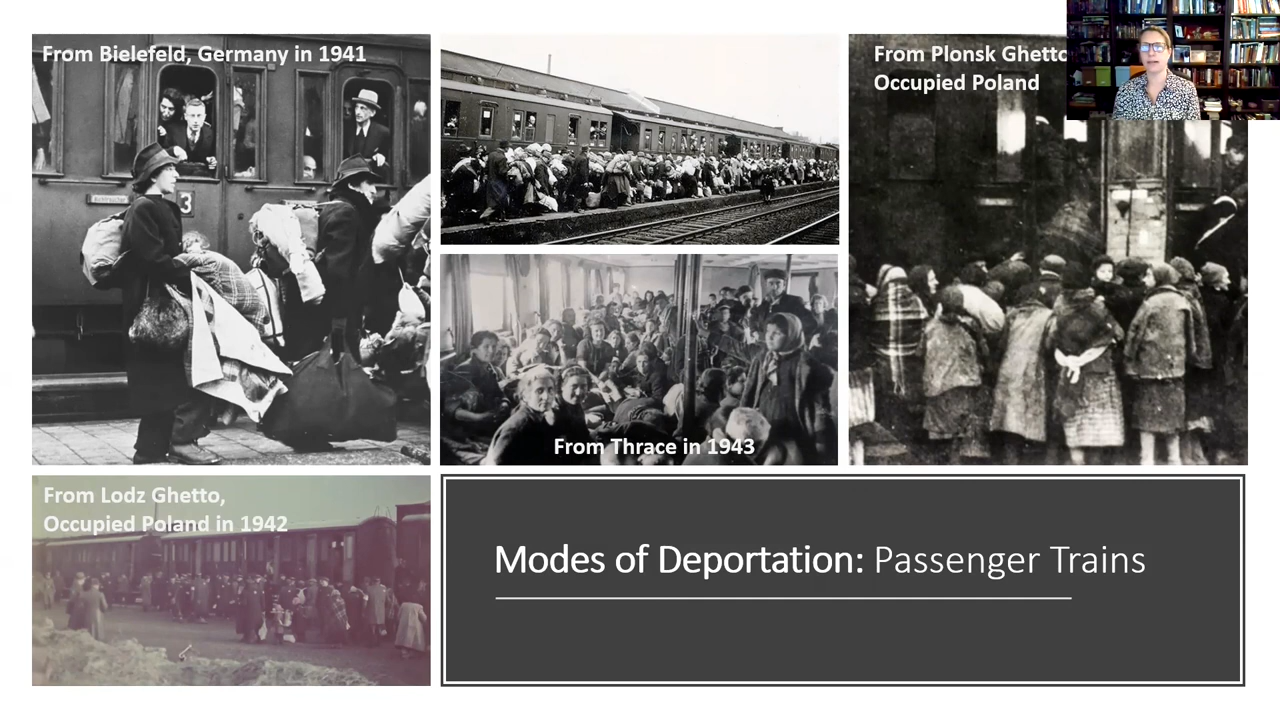 From Bielefeld, Germany in 1941
From Plonsk Ghetto
Occupied Poland
3
From Thrace in 1943
From Lodz Ghetto,
Occupied Poland in 1942
Modes of Deportation: Passenger Trains